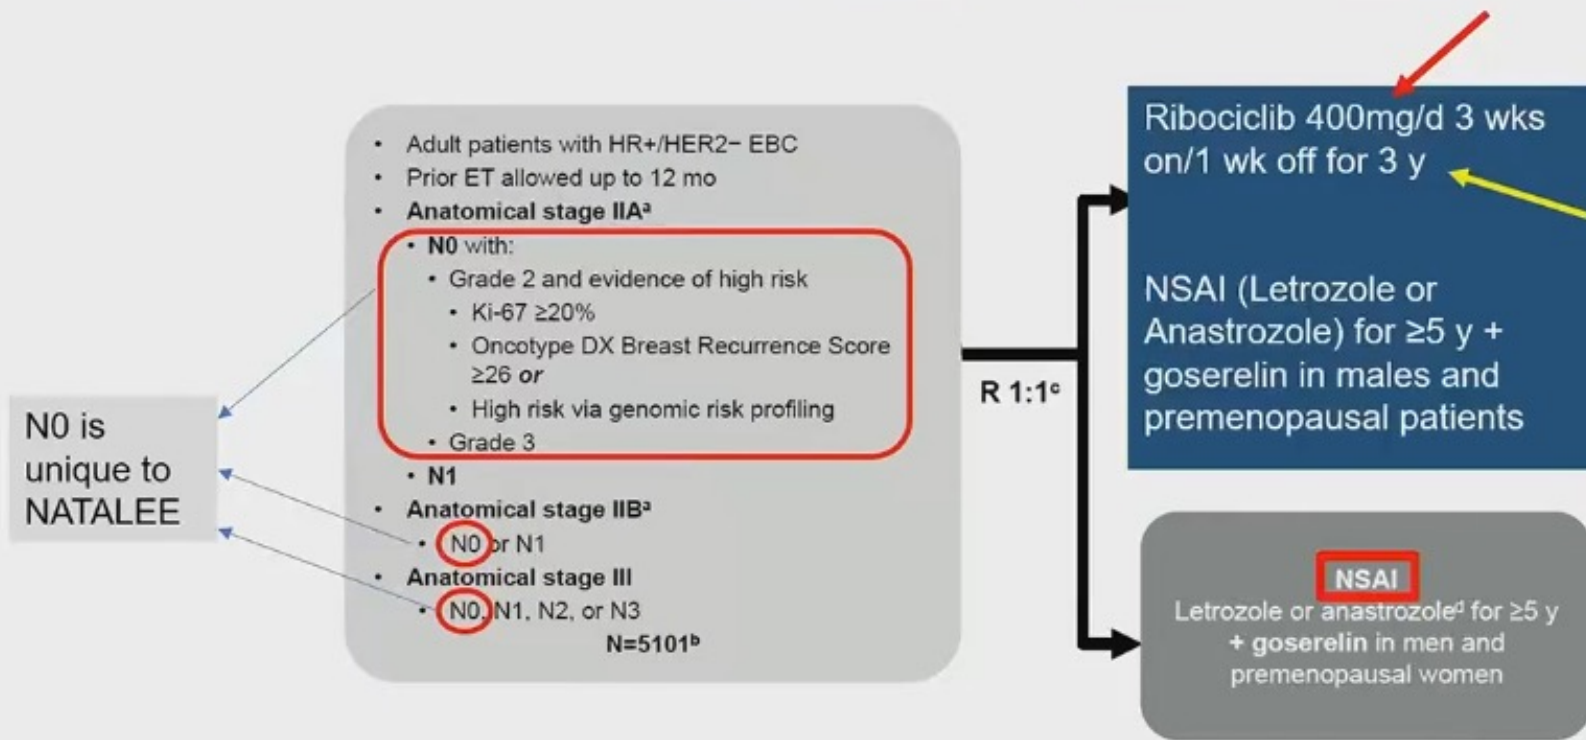 N0 is
unique to
NATALEE
• Adult patients with HR+/HER2− EBC
• Prior ET allowed up to 12 mo
• Anatomical stage IIAᵃ
• N0 with:
• Grade 2 and evidence of high risk
• Ki-67 ≥20%
• Oncotype DX Breast Recurrence Score
≥26 or
• High risk via genomic risk profiling
• Grade 3
• N1
• Anatomical stage IIBᵃ
• N0 or N1
• Anatomical stage III
• N0, N1, N2, or N3
N=5101ᵇ
R 1:1ᶜ
Ribociclib 400mg/d 3 wks
on/1 wk off for 3 y
NSAI (Letrozole or
Anastrozole) for ≥5 y +
goserelin in males and
premenopausal patients
NSAI
Letrozole or anastrozoleᵈ for ≥5 y
+ goserelin in men and
premenopausal women